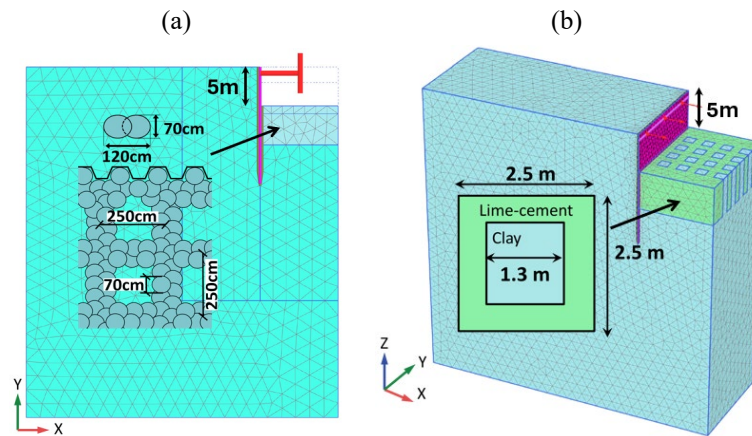 (a)
5m
70cm
120cm
250cm
70cm
250cm
Y
X
(b)
5m
2.5 m
Lime-cement
Clay
1.3 m
2.5 m
Z
Y
X